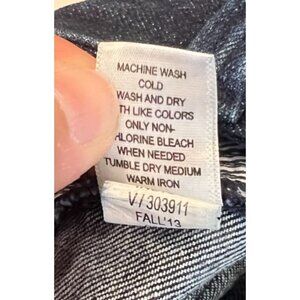 MACHINE WASH
COLD
WASH AND DRY
TH LIKE COLORS
ONLY NON-
HLORINE BLEACH
WHEN NEEDED
TUMBLE DRY MEDIUM
WARM IRON
V7303911
FALL'13